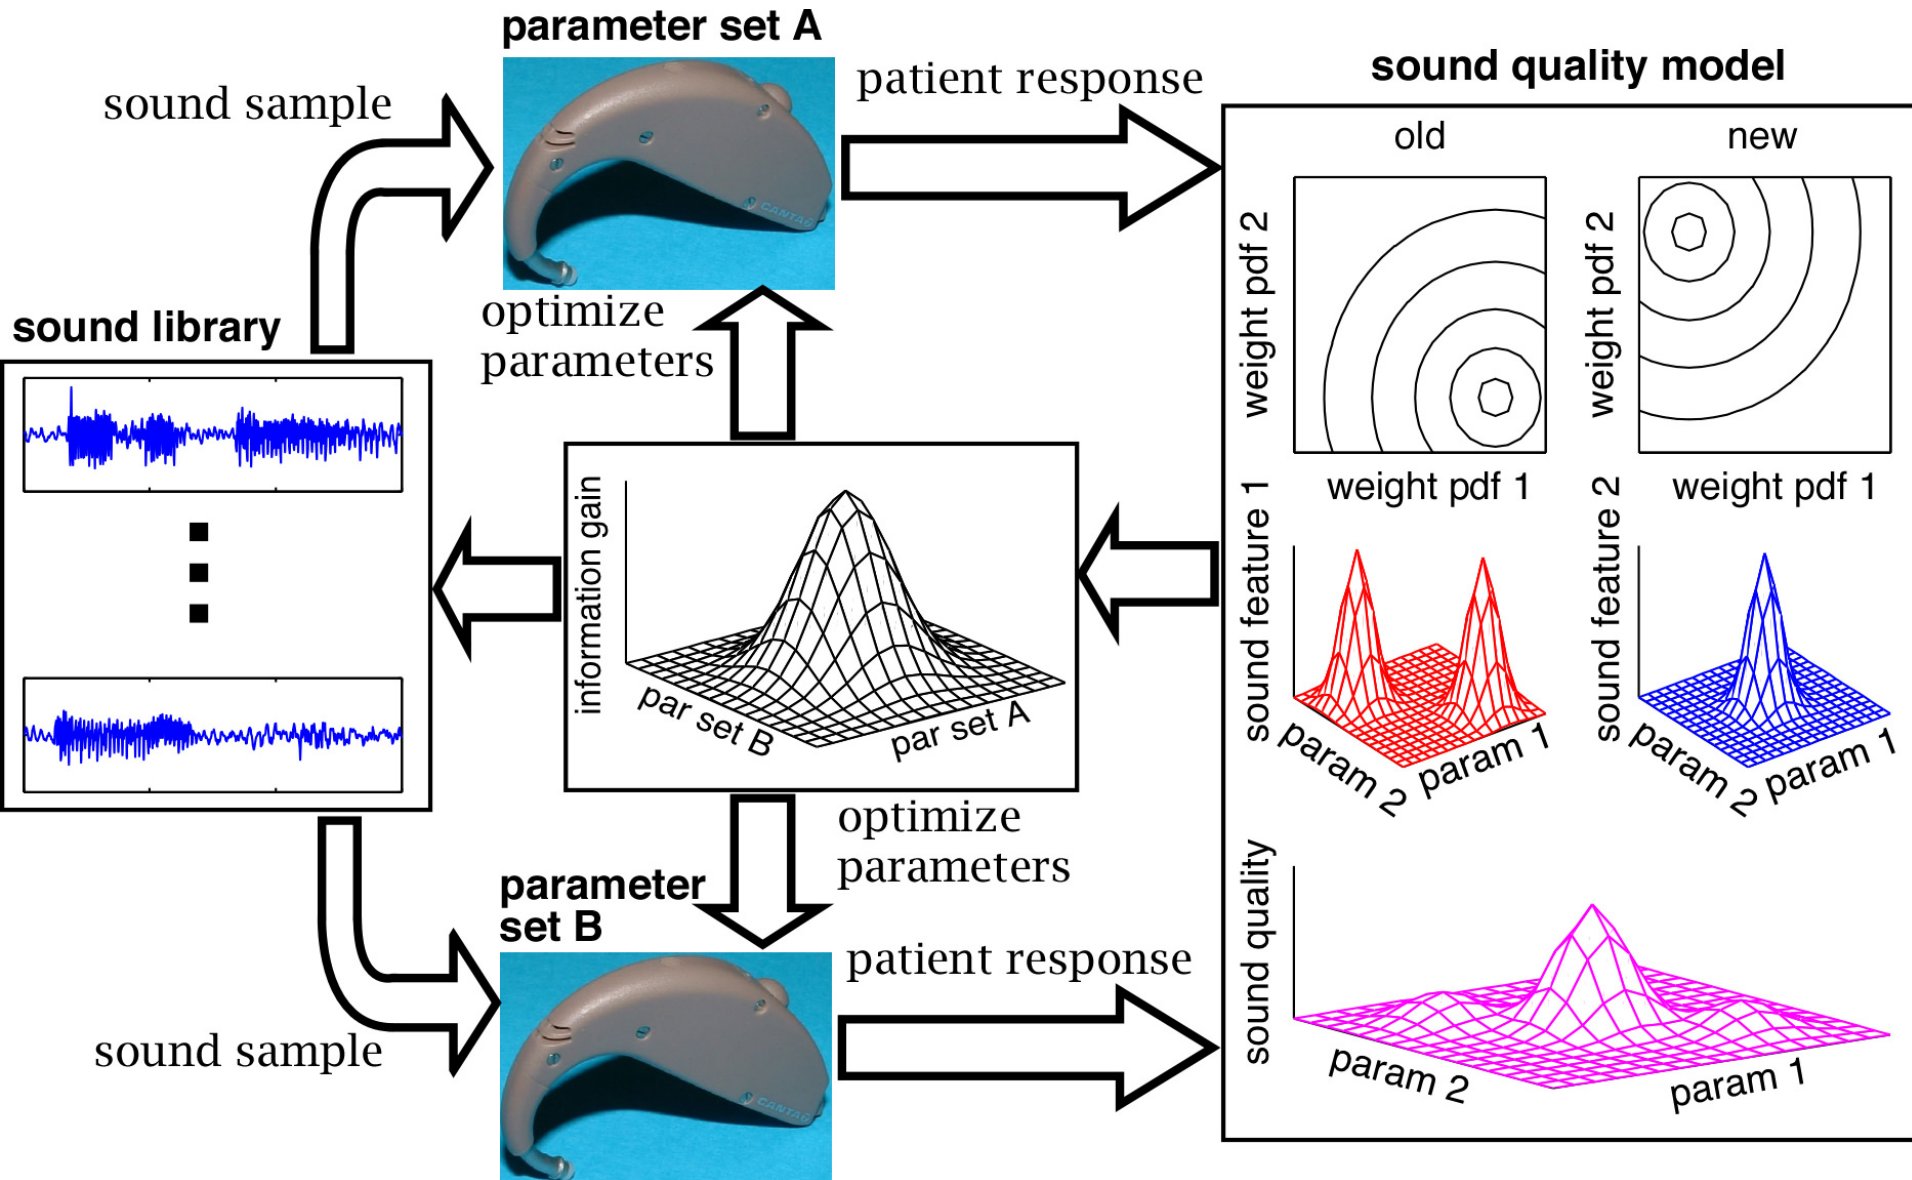 parameter set A
sound sample
patient response
sound quality model
CANTA
optimize
parameters
sound library
old
new
weight pdf 2
weight pdf 1
weight pdf 2
weight pdf 1
information gain
par set B
par set A
sound feature 1
param 2
param 1
sound feature 2
param 2
param 1
optimize
parameters
parameter
set B
sound sample
patient response
CANTA
sound quality
param 2
param 1